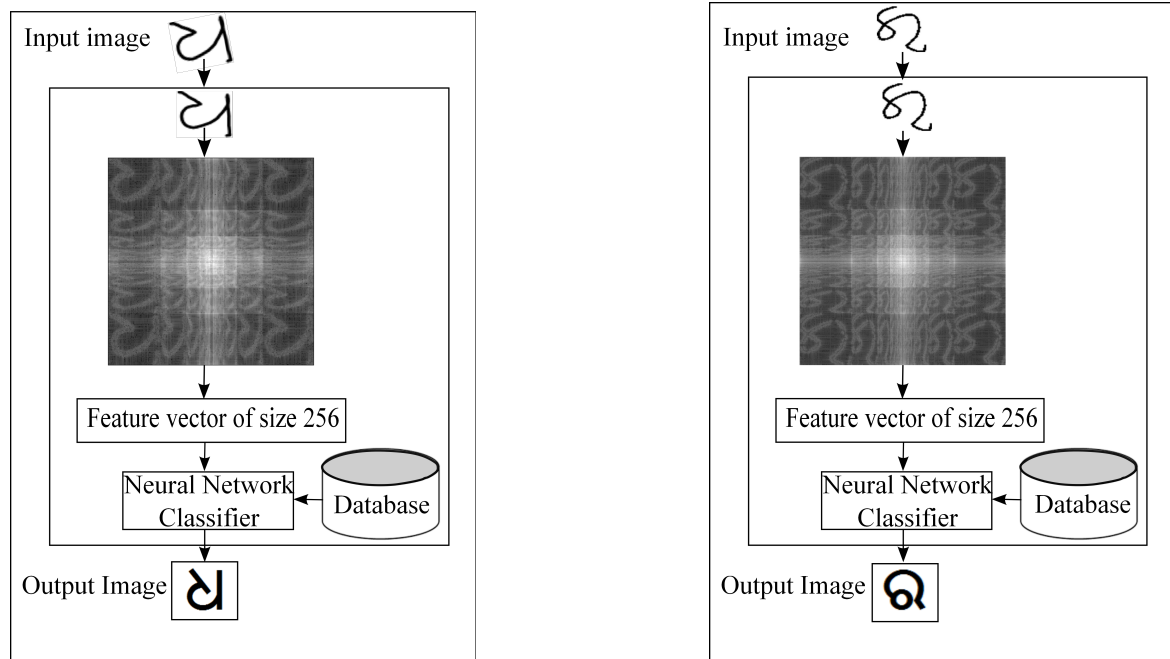 Input image
Feature vector of size 256
Neural Network
Classifier
Database
Output Image
Input image
Feature vector of size 256
Neural Network
Classifier
Database
Output Image